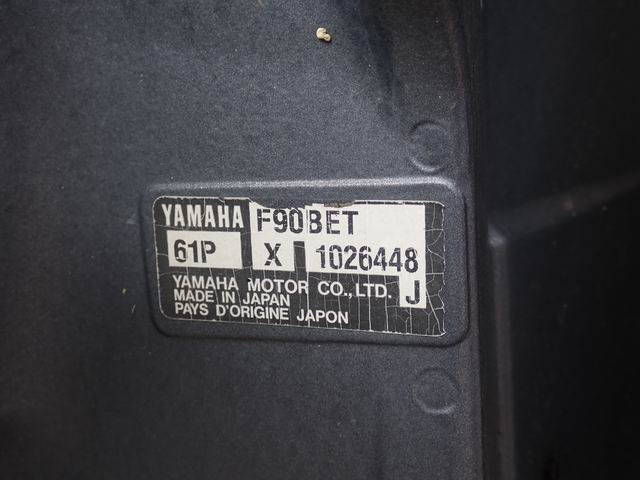 YAMAHA F90BET
61P X 1026448
YAMAHA MOTOR CO., LTD. J
MADE IN JAPAN
PAYS D'ORIGINE JAPON